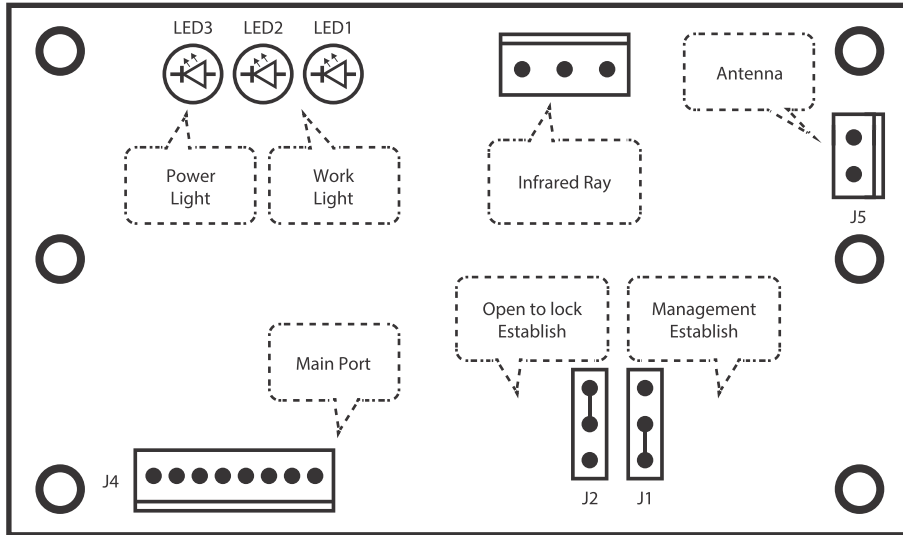 LED3 LED2 LED1
Antenna
Power
Light
Work
Light
Infrared Ray
J5
Open to lock
Establish
Management
Establish
Main Port
J4
J2
J1